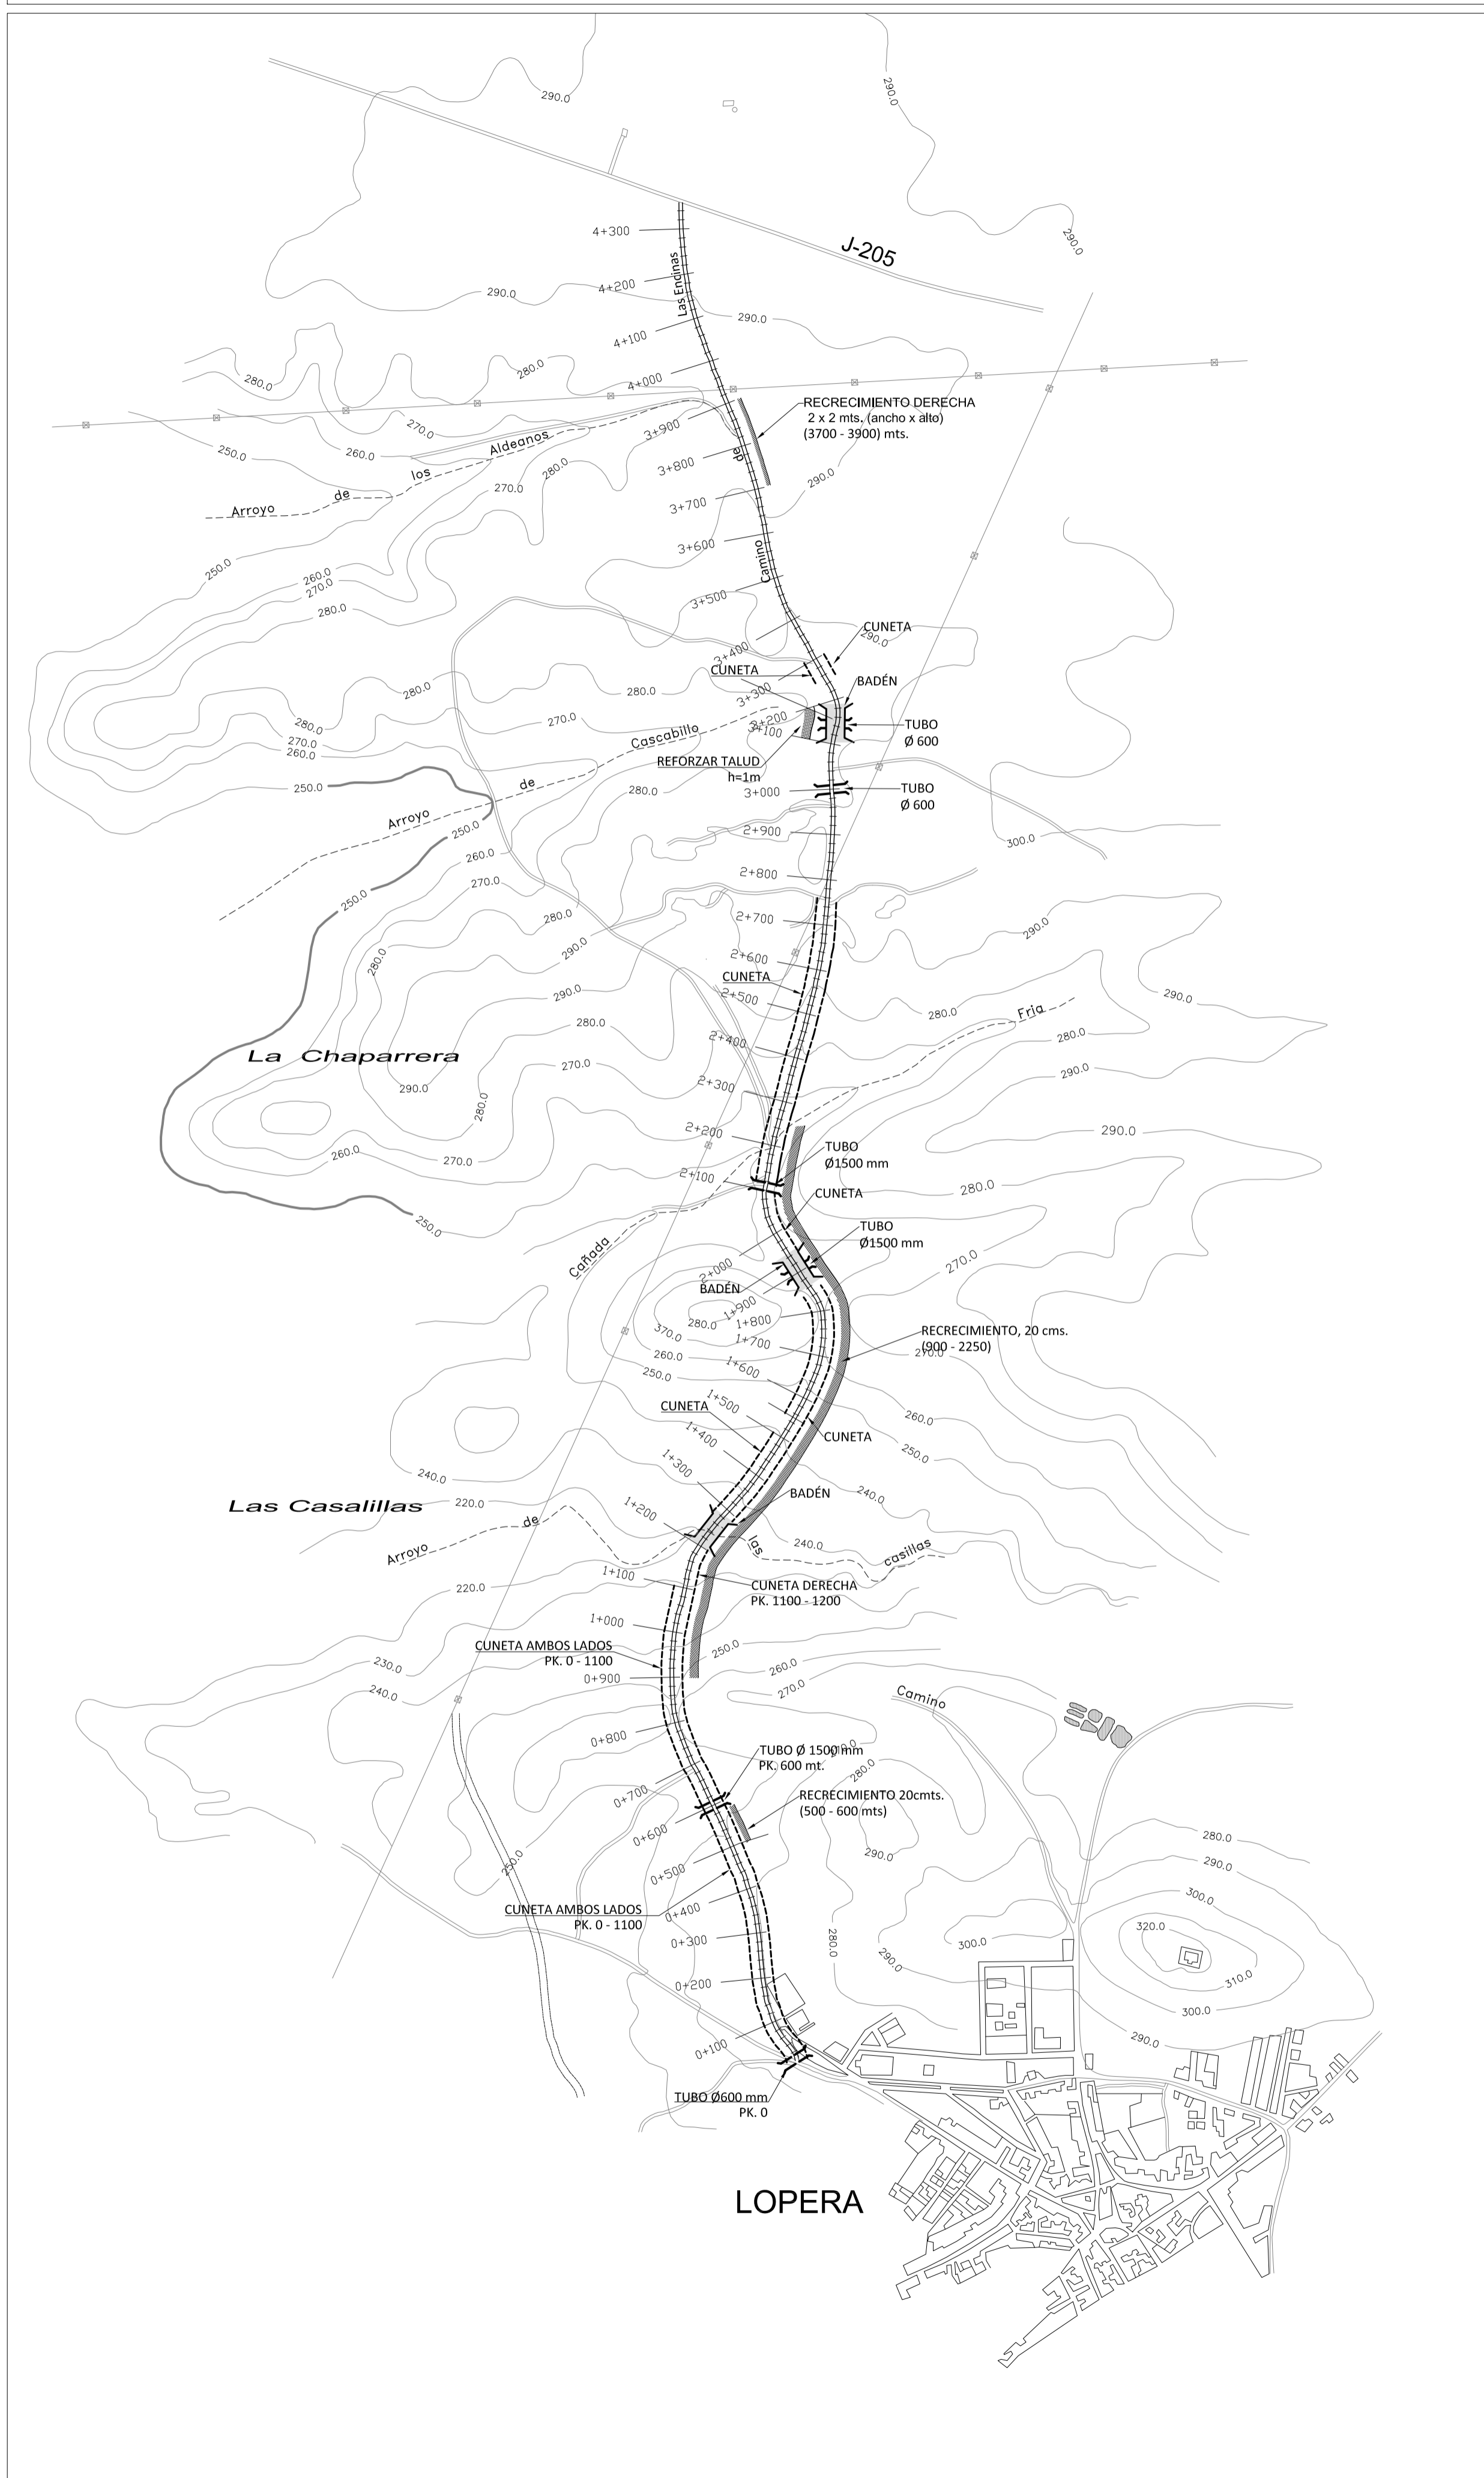 290.0
290.0
290.0
J-205
4+300
Las Encinas
4+200
290.0
290.0
4+100
280.0
280.0
4+000
RECRECIMIENTO DERECHA
2 x 2 mts. (ancho x alto)
(3700 - 3900) mts.
270.0
3+900
Aldeanos
250.0
260.0
de
280.0
3+800
los
290.0
270.0
de
3+700
Arroyo
3+600
Camino
250.0
260.0
270.0
3+500
280.0
CUNETA
290.0
3+400
CUNETA
BADÉN
280.0
280.0
3+300
280.0
270.0
3+200
TUBO
Ø 600
3+100
Cascabillo
270.0
260.0
REFORZAR TALUD
h=1m
de
250.0
280.0
3+000
TUBO
Ø 600
Arroyo
250.0
2+900
300.0
260.0
2+800
270.0
250.0
280.0
2+700
290.0
290.0
280.0
2+600
CUNETA
290.0
2+500
290.0
Fria
280.0
280.0
280.0
2+400
La Chaparrera
270.0
290.0
2+300
290.0
280.0
2+200
290.0
TUBO
Ø1500 mm
260.0
270.0
2+100
280.0
CUNETA
250.0
TUBO
Ø1500 mm
Cañada
2+000
270.0
BADÉN
1+900
280.0
1+800
370.0
RECRECIMIENTO, 20 cms.
(900 - 2250)
270.0
1+700
260.0
1+600
250.0
1+500
CUNETA
260.0
1+400
CUNETA
250.0
1+300
240.0
BADÉN
240.0
Las Casalillas
220.0
1+200
de
Arroyo
las
240.0
casillas
1+100
220.0
CUNETA DERECHA
PK. 1100 - 1200
1+000
CUNETA AMBOS LADOS
PK. 0 - 1100
250.0
230.0
260.0
0+900
240.0
270.0
Camino
0+800
TUBO Ø 1500 mm
PK. 600 mt.
280.0
0+700
RECRECIMIENTO 20cmts.
(500 - 600 mts)
0+600
280.0
290.0
250.0
0+500
290.0
300.0
CUNETA AMBOS LADOS
PK. 0 - 1100
0+400
320.0
0+300
280.0
300.0
290.0
0+200
310.0
300.0
290.0
0+100
TUBO Ø600 mm
PK. 0
LOPERA